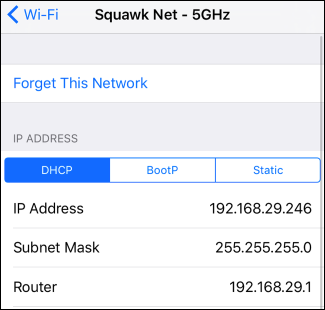 Wi-Fi Squawk Net - 5GHz
Forget This Network
IP ADDRESS
DHCP BootP Static
IP Address 192.168.29.246
Subnet Mask 255.255.255.0
Router 192.168.29.1